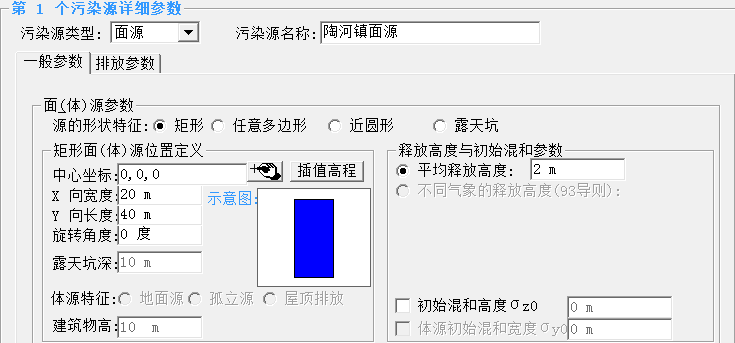 第 1 个污染源详细参数
污染源类型: 面源 污染源名称: 陶河镇面源
一般参数 排放参数
面(体)源参数
源的形状特征: 矩形 任意多边形 近圆形 露天坑
矩形面(体)源位置定义
中心坐标: 0,0,0 插值高程
X 向宽度: 20 m 示意图:
Y 向长度: 40 m
旋转角度: 0 度
露天坑深: 10 m
体源特征: 地面源 孤立源 屋顶排放
建筑物高: 10 m
释放高度与初始混和参数
平均释放高度: 2 m
不同气象的释放高度(93导则):
初始混和高度σz0 0 m
体源初始混和宽度σy0 0 m